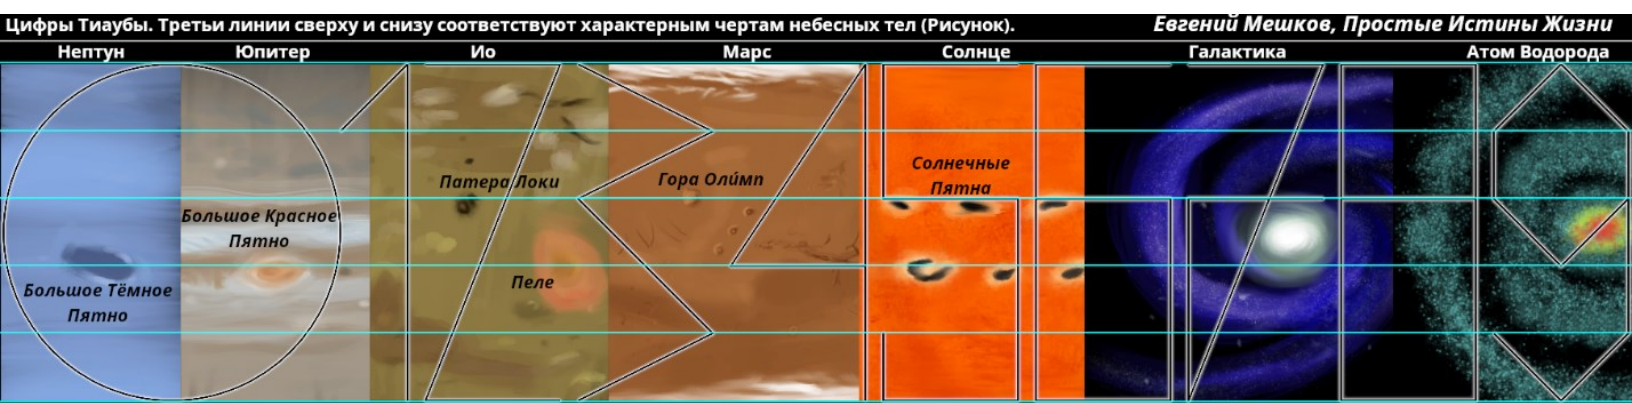 Цифры Тиаубы. Третьи линии сверху и снизу соответствуют характерным чертам небесных тел (Рисунок).
Евгений Мешков, Простые Истины Жизни
Нептун
Юпитер
Ио
Марс
Солнце
Галактика
Атом Водорода
Большое Тёмное
Пятно
Большое Красное
Пятно
Патера Локи
Пеле
Гора Оли́мп
Солнечные
Пятна